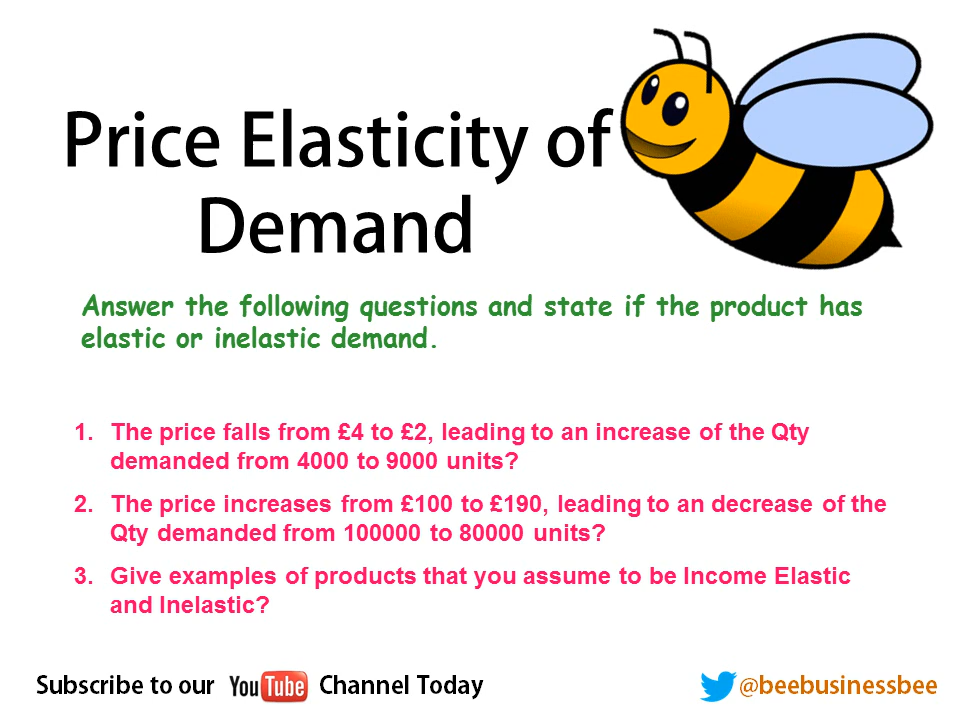 Price Elasticity of
Demand
Answer the following questions and state if the product has
elastic or inelastic demand.
1. The price falls from £4 to £2, leading to an increase of the Qty
demanded from 4000 to 9000 units?
2. The price increases from £100 to £190, leading to an decrease of the
Qty demanded from 100000 to 80000 units?
3. Give examples of products that you assume to be Income Elastic
and Inelastic?
Subscribe to our YouTube Channel Today
@beebusinessbee